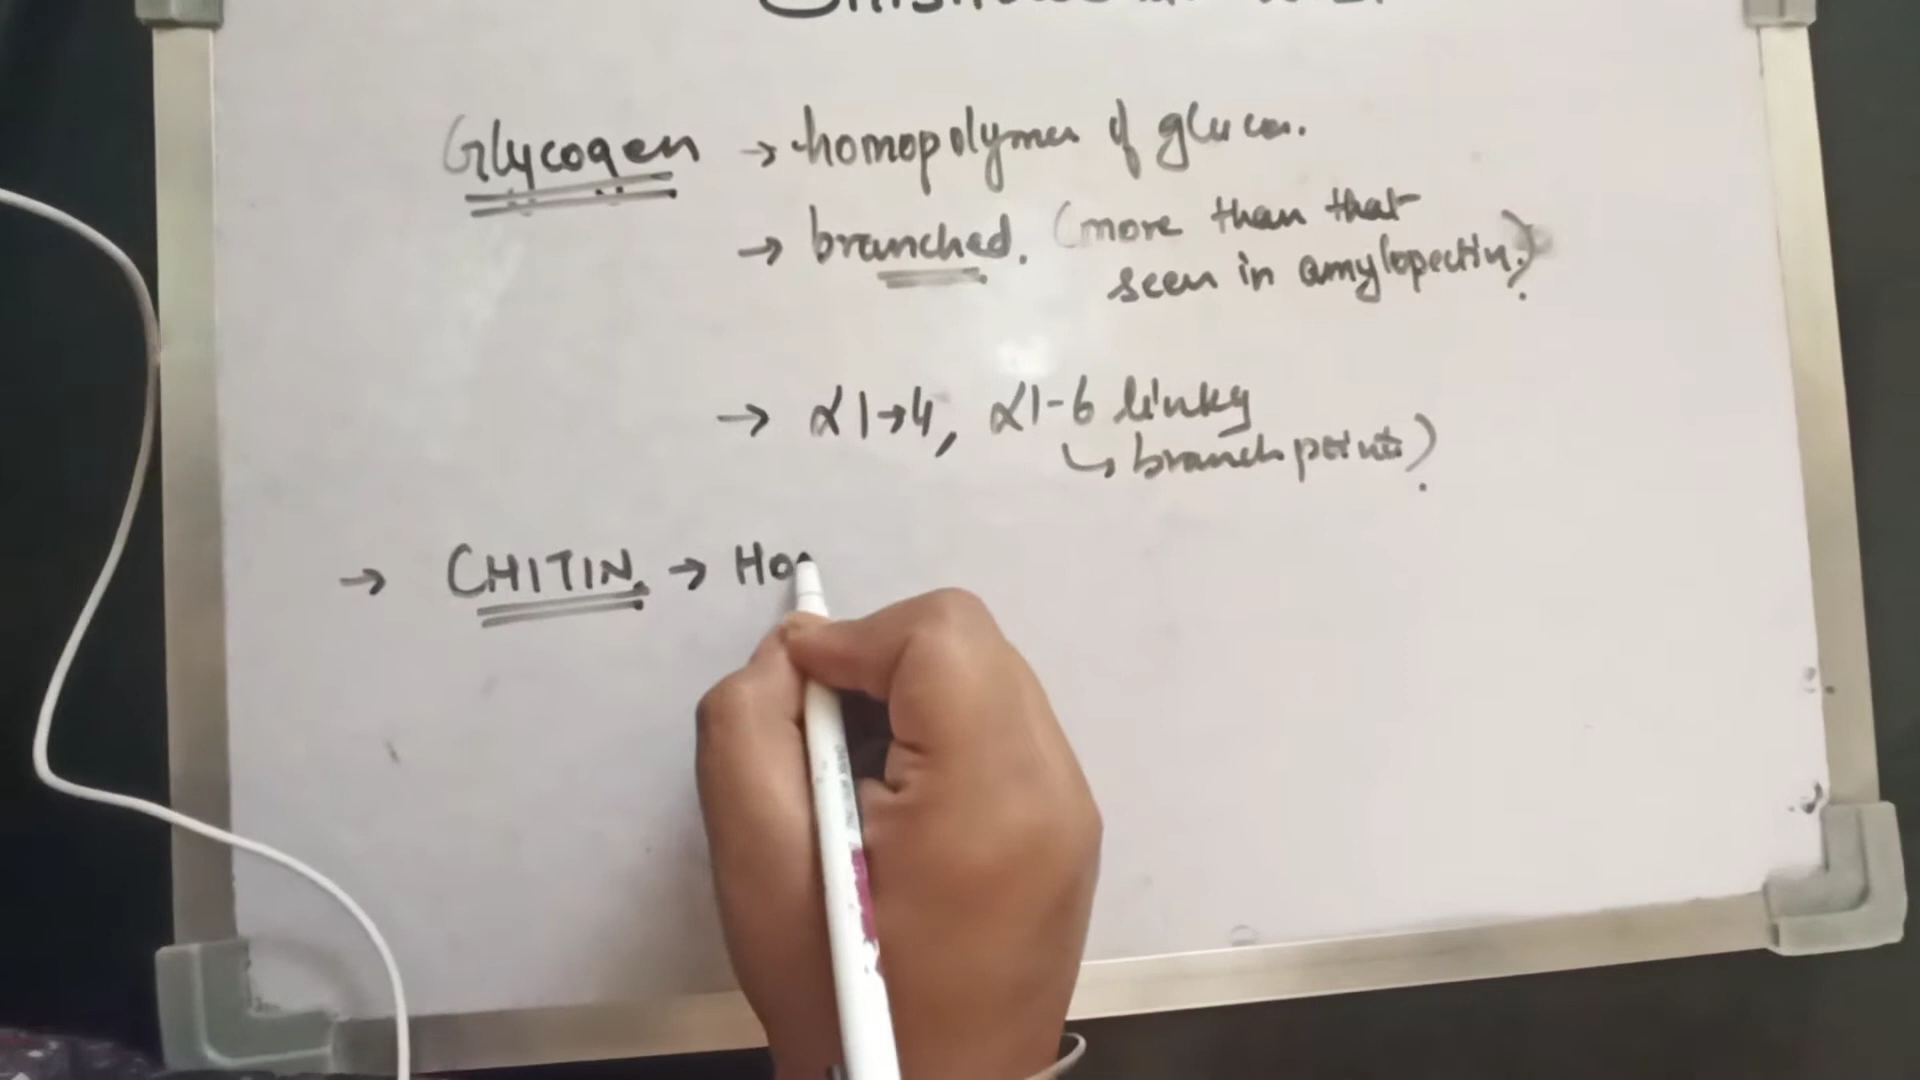 Glycogen → homopolymer of glucose.
→ branched. (more than that
seen in amylopectin.)
→ α1→4, α1-6 linkg
↳ branch points)
→ CHITIN. → Ho